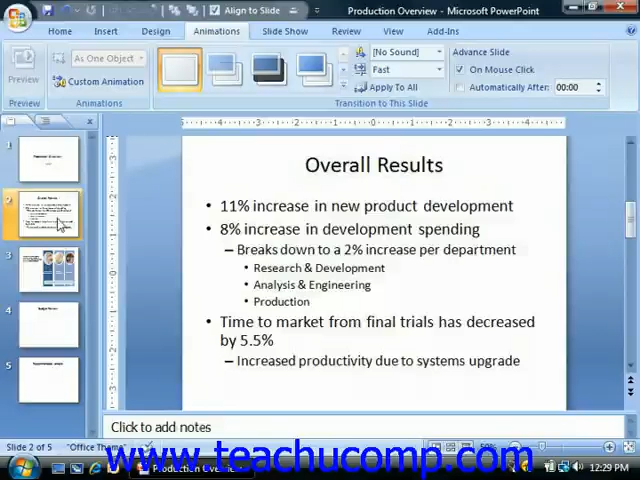 Align to Slide
Production Overview - Microsoft PowerPoint
Home Insert Design Animations Slide Show Review View Add-Ins
Preview
As One Object
Custom Animation
[No Sound]
Fast
Apply To All
Advance Slide
On Mouse Click
Automatically After: 00:00
Preview Animations Transition to This Slide
1
2
3
4
5
Overall Results
• 11% increase in new product development
• 8% increase in development spending
– Breaks down to a 2% increase per department
• Research & Development
• Analysis & Engineering
• Production
• Time to market from final trials has decreased
by 5.5%
– Increased productivity due to systems upgrade
Click to add notes
Slide 2 of 5 "Office Theme"
www.teachucomp.com
12:29 PM